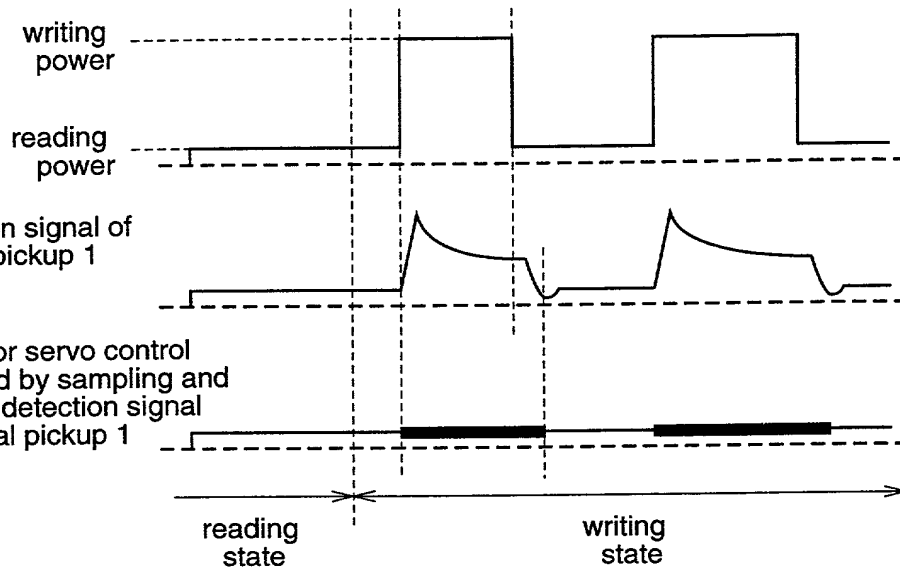 writing
power
reading
power
n signal of
pickup 1
or servo control
d by sampling and
detection signal
al pickup 1
reading
state
writing
state